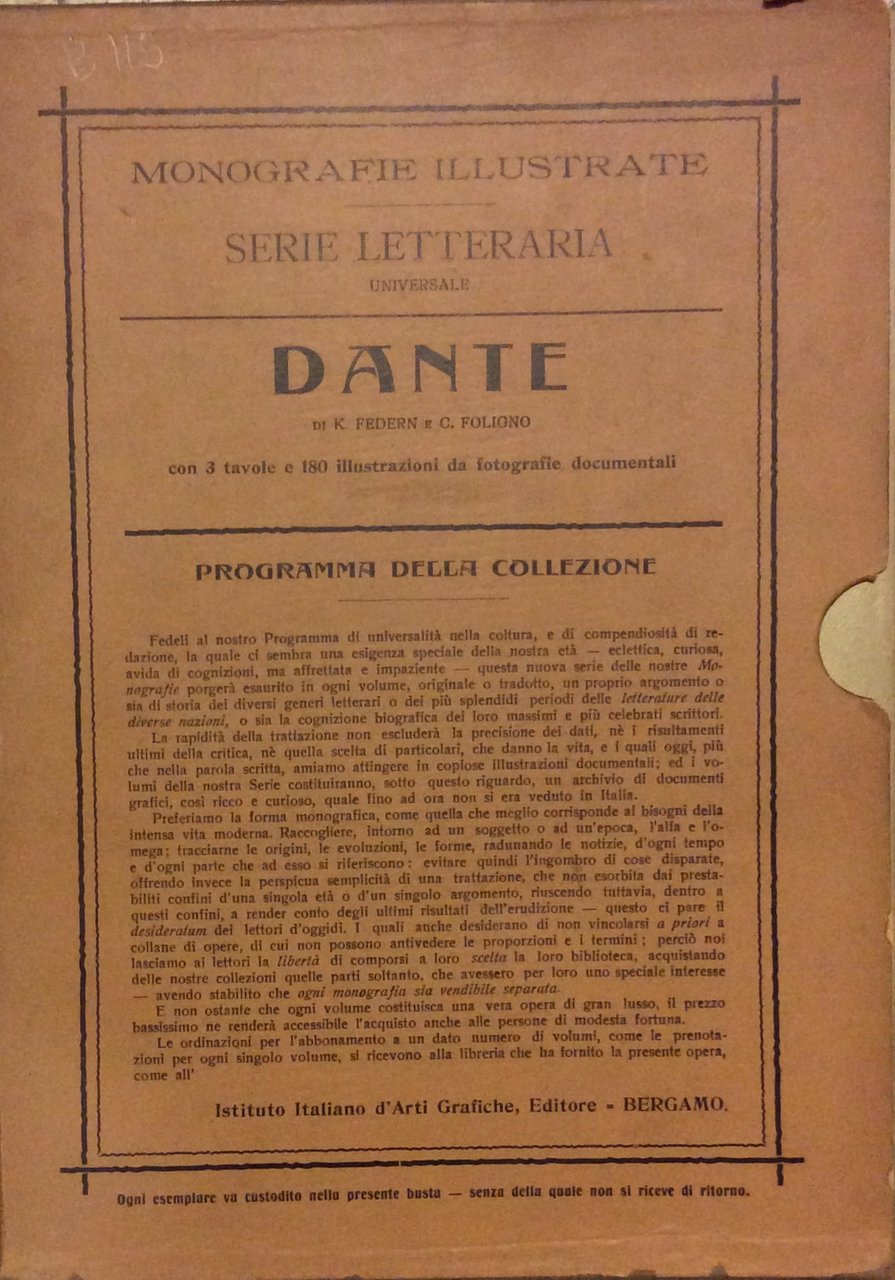 B 113
MONOGRAFIE ILLUSTRATE
SERIE LETTERARIA
UNIVERSALE
DANTE
DI K. FEDERN E C. FOLIGNO
con 3 tavole e 180 illustrazioni da fotografie documentali
PROGRAMMA DELLA COLLEZIONE
Fedeli al nostro Programma di universalità nella coltura, e di compendiosità di re-
dazione, la quale ci sembra una esigenza speciale della nostra età — eclettica, curiosa,
avida di cognizioni, ma affrettata e impaziente — questa nuova serie delle nostre Mo-
nografie porgerà esaurito in ogni volume, originale o tradotto, un proprio argomento o
sia di storia dei diversi generi letterari o dei più splendidi periodi delle letterature delle
diverse nazioni, o sia la cognizione biografica dei loro massimi e più celebrati scrittori.
La rapidità della trattazione non escluderà la precisione dei dati, nè i risultamenti
ultimi della critica, nè quella scelta di particolari, che danno la vita, e i quali oggi, più
che nella parola scritta, amiamo attingere in copiose illustrazioni documentali; ed i vo-
lumi della nostra Serie costituiranno, sotto questo riguardo, un archivio di documenti
grafici, così ricco e curioso, quale fino ad ora non si era veduto in Italia.
Preferiamo la forma monografica, come quella che meglio corrisponde ai bisogni della
intensa vita moderna. Raccogliere, intorno ad un soggetto o ad un'epoca, l'alfa e l'o-
mega; tracciarne le origini, le evoluzioni, le forme, radunando le notizie, d'ogni tempo
e d'ogni parte che ad esso si riferiscono: evitare quindi l'ingombro di cose disparate,
offrendo invece la perspicua semplicità di una trattazione, che non esorbita dai presta-
biliti confini d'una singola età o d'un singolo argomento, riuscendo tuttavia, dentro a
questi confini, a render conto degli ultimi risultati dell'erudizione — questo ci pare il
desideratum dei lettori d'oggidì. I quali anche desiderano di non vincolarsi a priori a
collane di opere, di cui non possono antivedere le proporzioni e i termini; perciò noi
lasciamo ai lettori la libertà di comporsi a loro scelta la loro biblioteca, acquistando
delle nostre collezioni quelle parti soltanto, che avessero per loro uno speciale interesse
— avendo stabilito che ogni monografia sia vendibile separata.
E non ostante che ogni volume costituisca una vera opera di gran lusso, il prezzo
bassissimo ne renderà accessibile l'acquisto anche alle persone di modesta fortuna.
Le ordinazioni per l'abbonamento a un dato numero di volumi, come le prenota-
zioni per ogni singolo volume, si ricevono alla libreria che ha fornito la presente opera,
come all'
Istituto Italiano d'Arti Grafiche, Editore - BERGAMO.
Ogni esemplare va custodito nella presente busta — senza della quale non si riceve di ritorno.